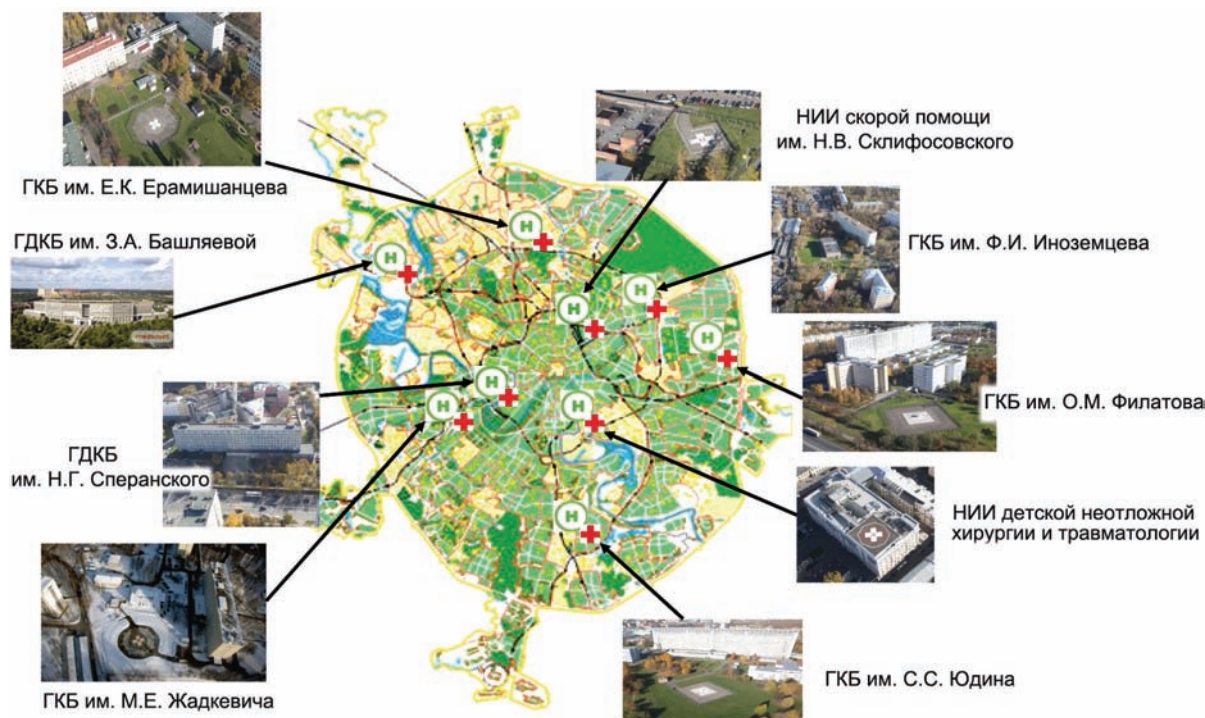 НИИ скорой помощи
им. Н.В. Склифосовского
ГКБ им. Е.К. Ерамишанцева
ГДКБ им. З.А. Башляевой
ГКБ им. Ф.И. Иноземцева
ГКБ им. О.М. Филатова
ГДКБ
им. Н.Г. Сперанского
НИИ детской неотложной
хирургии и травматологии
ГКБ им. М.Е. Жадкевича
ГКБ им. С.С. Юдина
H
H
H
H
H
H
H
H
H